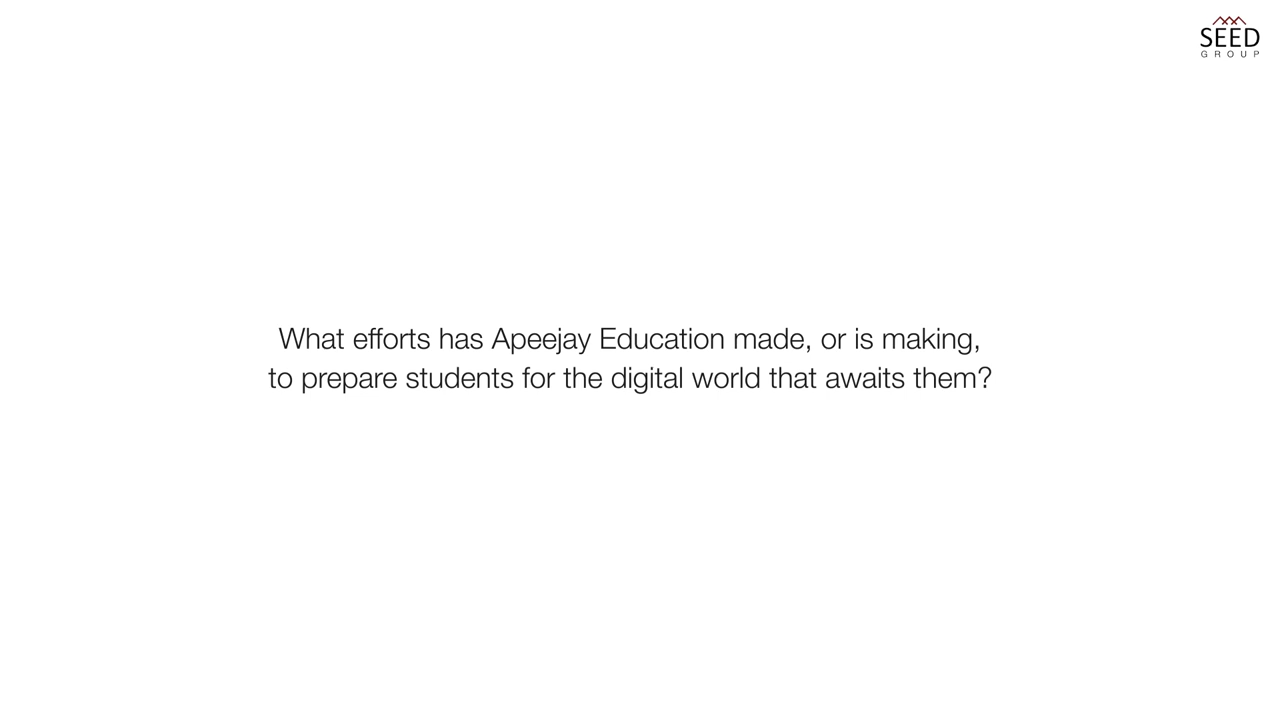 SEED
GROUP
What efforts has Apeejay Education made, or is making,
to prepare students for the digital world that awaits them?